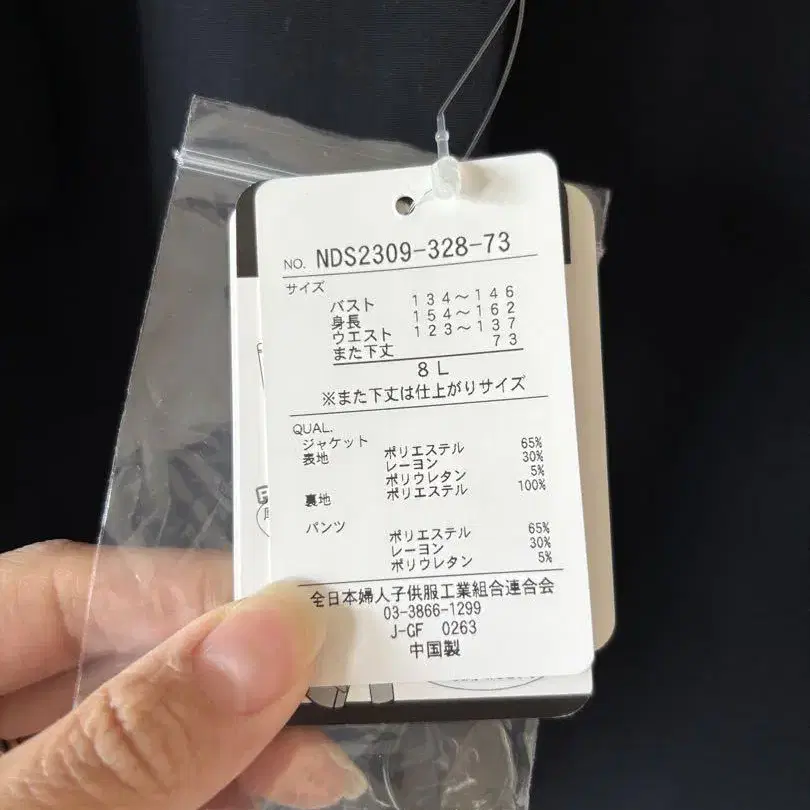 NO. NDS2309-328-73
サイズ
バスト 134〜146
身長 154〜162
ウエスト 123〜137
また下丈 73
8L
※また下丈は仕上がりサイズ
QUAL.
ジャケット
表地 ポリエステル 65%
レーヨン 30%
ポリウレタン 5%
裏地 ポリエステル 100%
パンツ ポリエステル 65%
レーヨン 30%
ポリウレタン 5%
全日本婦人子供服工業組合連合会
03-3866-1299
J-GF 0263
中国製